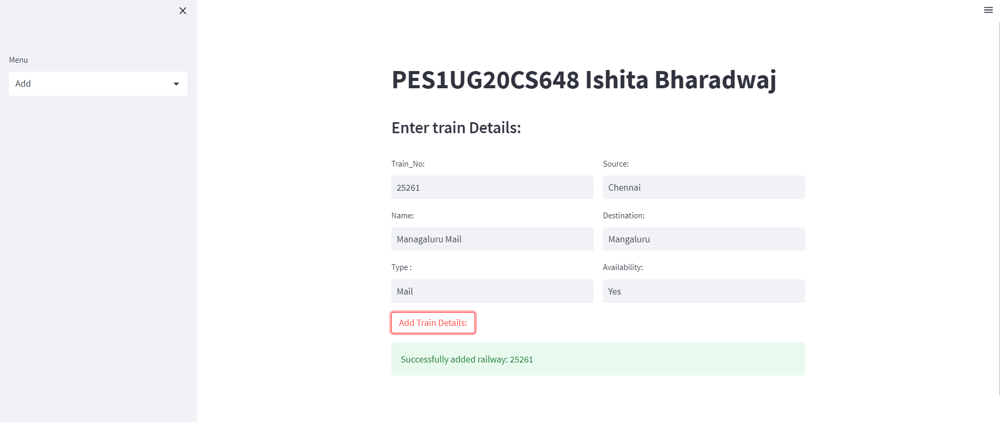 Menu
Add
PES1UG20CS648 Ishita Bharadwaj
Enter train Details:
Train_No:
25261
Source:
Chennai
Name:
Managaluru Mail
Destination:
Mangaluru
Type :
Mail
Availability:
Yes
Add Train Details:
Successfully added railway: 25261